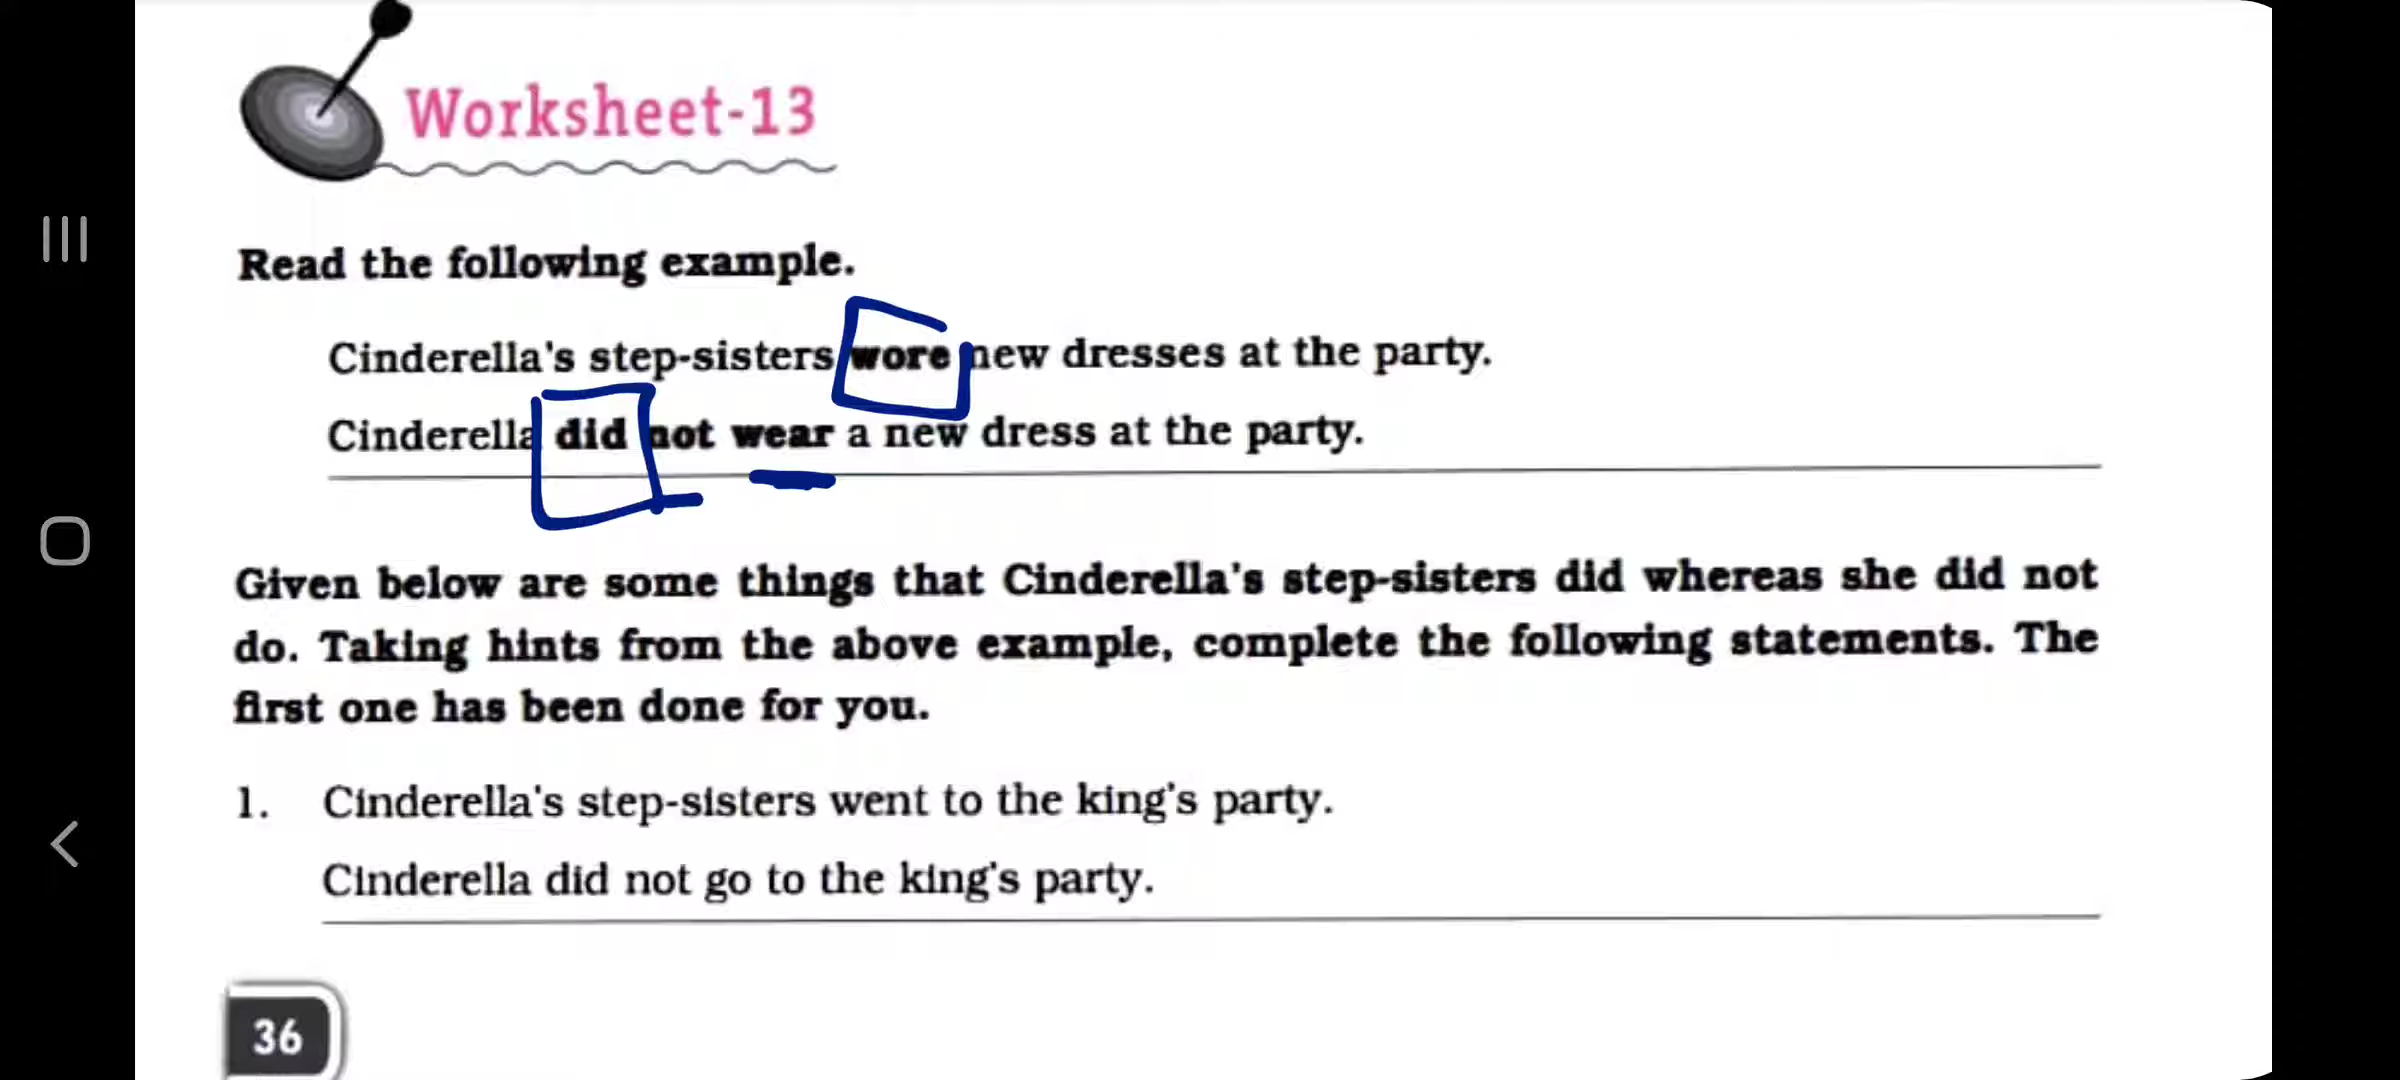 Worksheet-13
Read the following example.
Cinderella's step-sisters wore new dresses at the party.
Cinderella did not wear a new dress at the party.
Given below are some things that Cinderella's step-sisters did whereas she did not
do. Taking hints from the above example, complete the following statements. The
first one has been done for you.
1. Cinderella's step-sisters went to the king's party.
Cinderella did not go to the king's party.
36